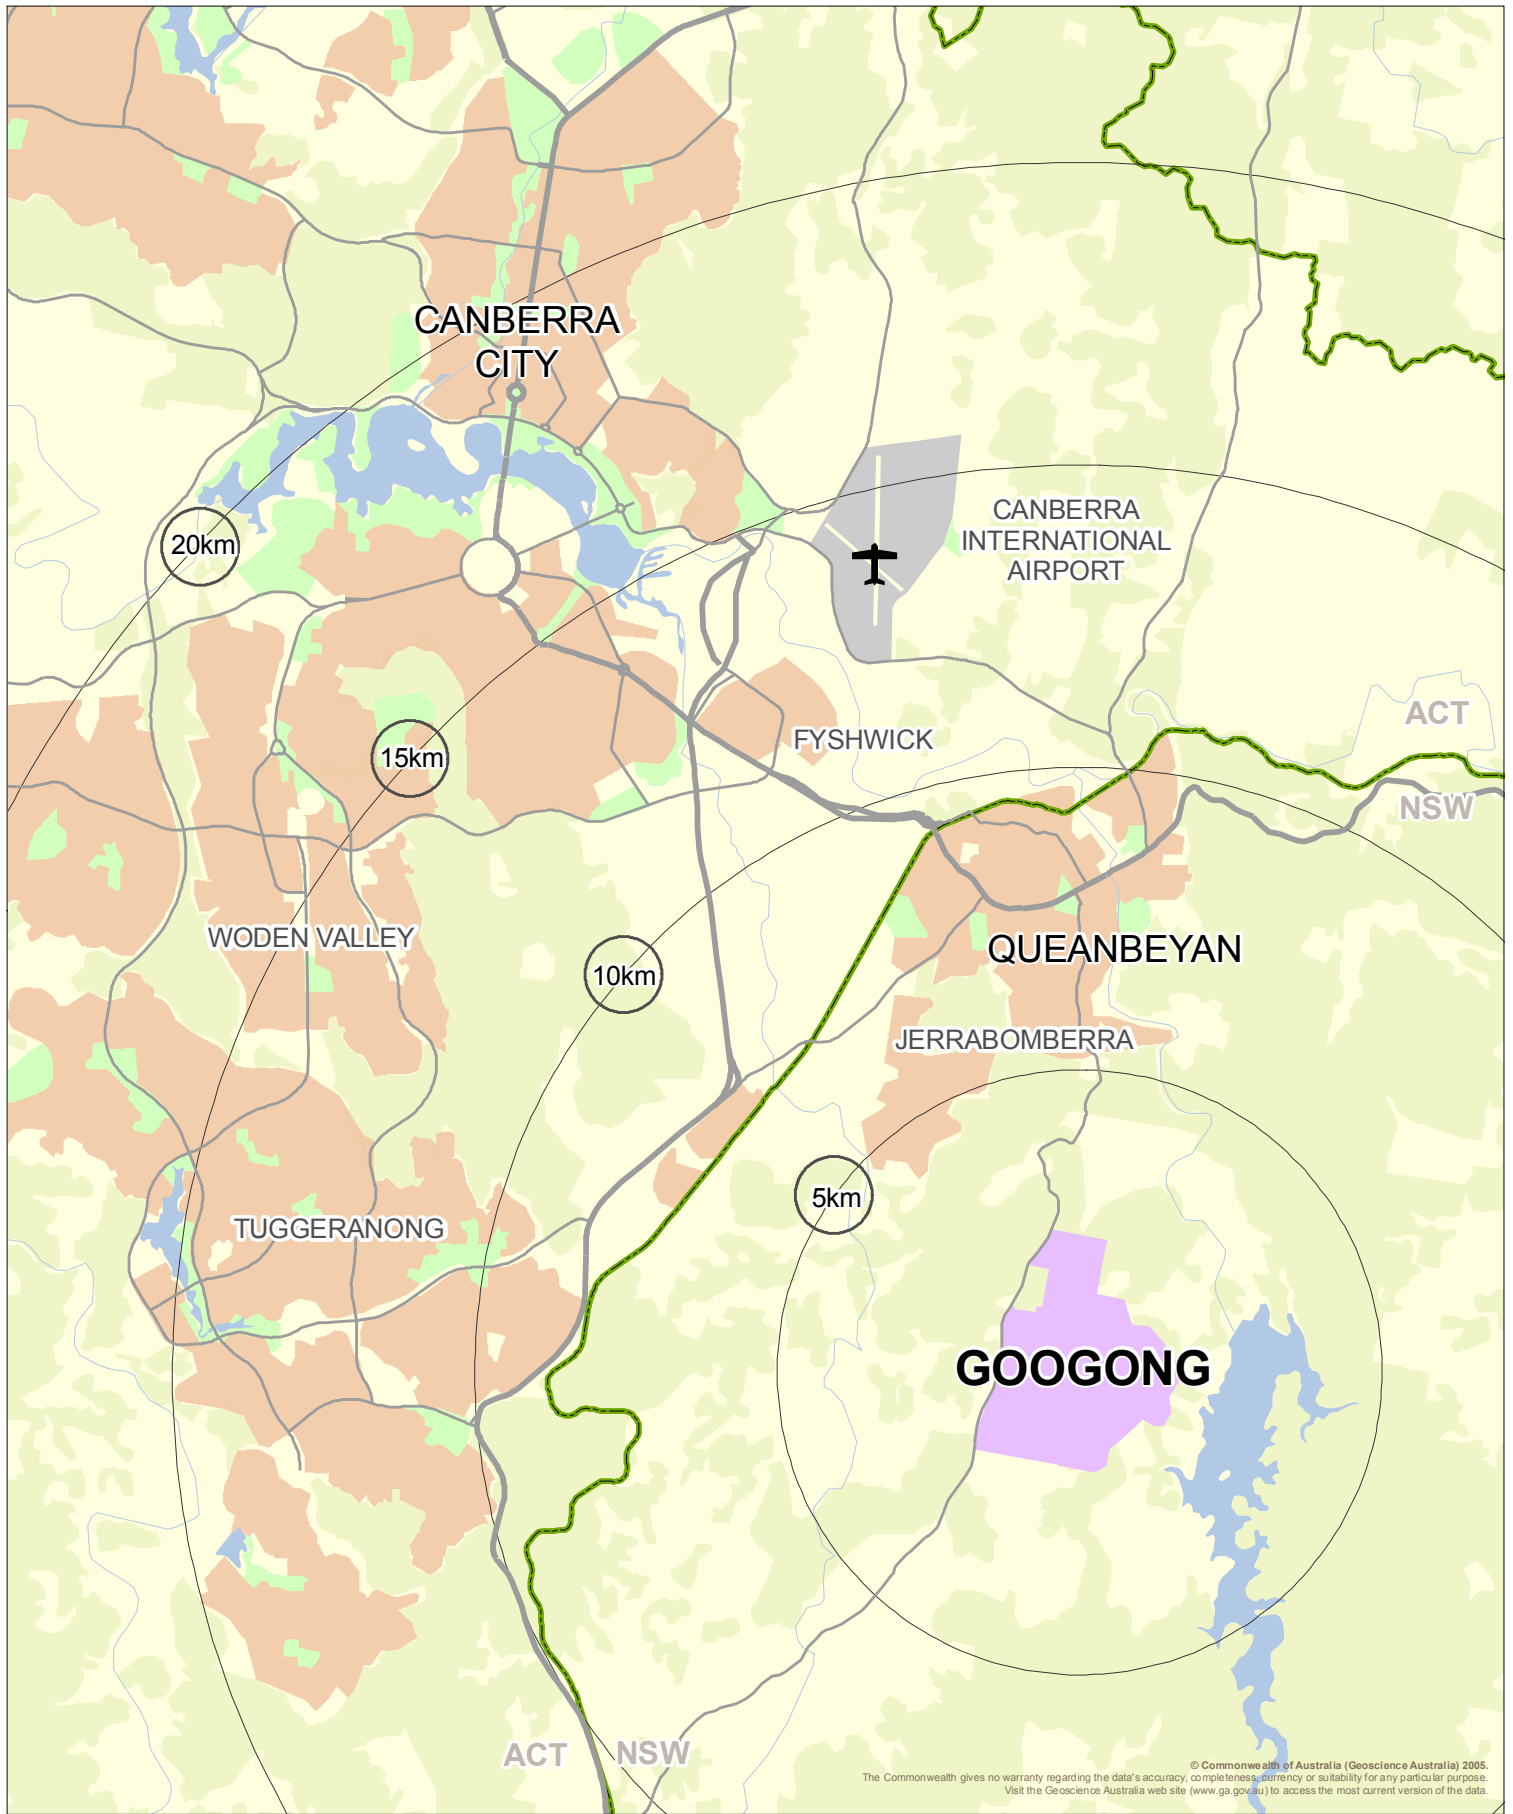 CANBERRA
CITY
CANBERRA
INTERNATIONAL
AIRPORT
20km
ACT
FYSHWICK
15km
NSW
WODEN VALLEY
QUEANBEYAN
10km
JERRABOMBERRA
5km
TUGGERANONG
GOOGONG
ACT
NSW
© Commonwealth of Australia (Geoscience Australia) 2005.
The Commonwealth gives no warranty regarding the data's accuracy, completeness, currency or suitability for any particular purpose.
Visit the Geoscience Australia web site (www.ga.gov.au) to access the most current version of the data.